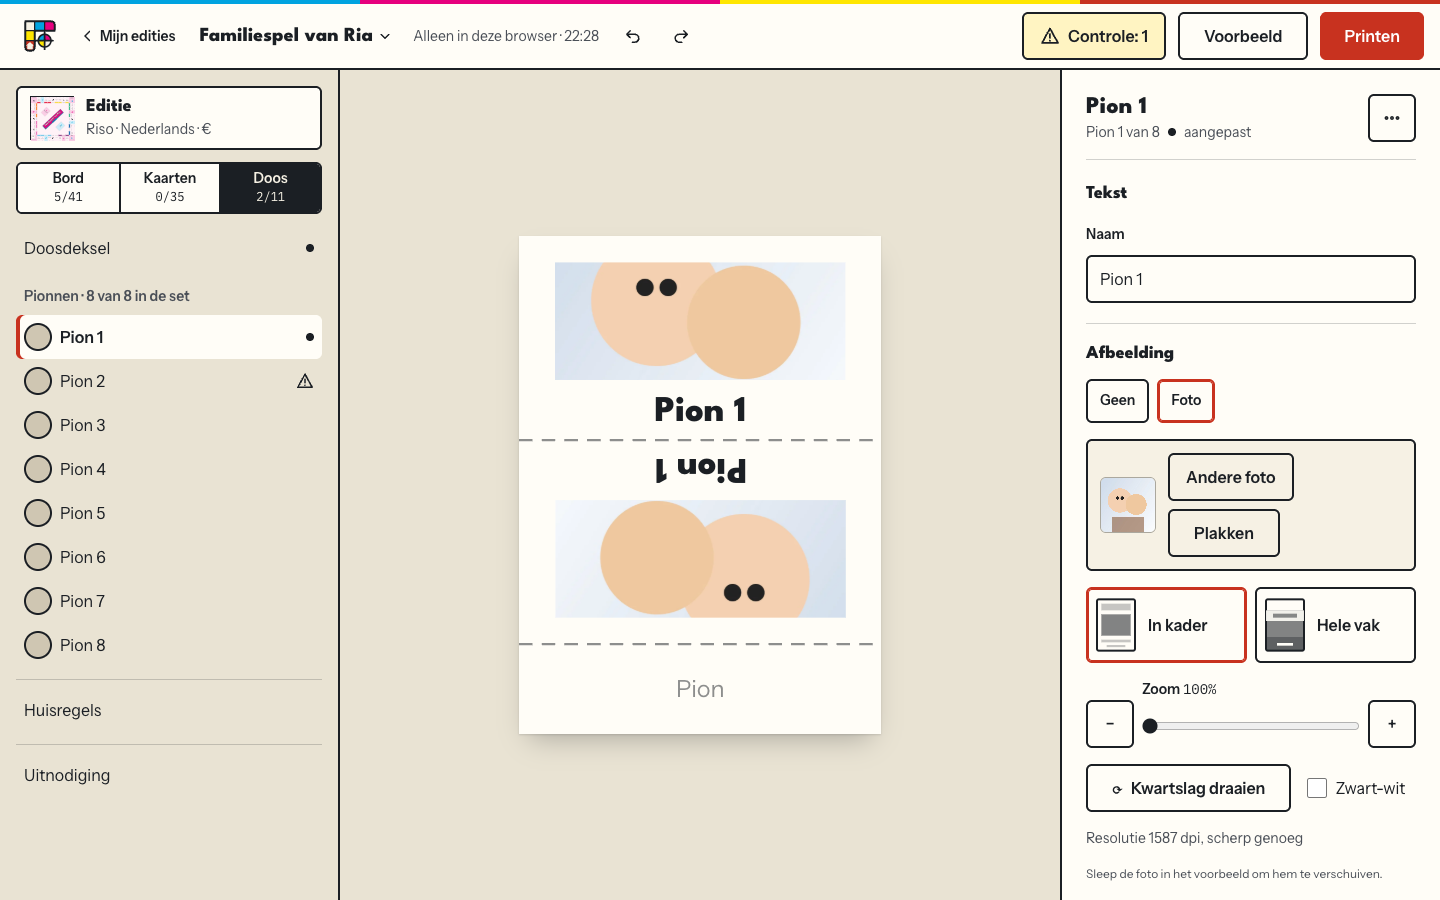 Mijn edities
Familiespel van Ria
Alleen in deze browser · 22:28
Controle: 1
Voorbeeld
Printen
Editie
Riso · Nederlands · €
Bord
5/41
Kaarten
0/35
Doos
2/11
Doosdeksel
Pionnen · 8 van 8 in de set
Pion 1
Pion 2
Pion 3
Pion 4
Pion 5
Pion 6
Pion 7
Pion 8
Huisregels
Uitnodiging
Pion 1
Pion 1
Pion
Pion 1
Pion 1 van 8 ● aangepast
Tekst
Naam
Pion 1
Afbeelding
Geen
Foto
Andere foto
Plakken
In kader
Hele vak
Zoom 100%
−
+
Kwartslag draaien
Zwart-wit
Resolutie 1587 dpi, scherp genoeg
Sleep de foto in het voorbeeld om hem te verschuiven.